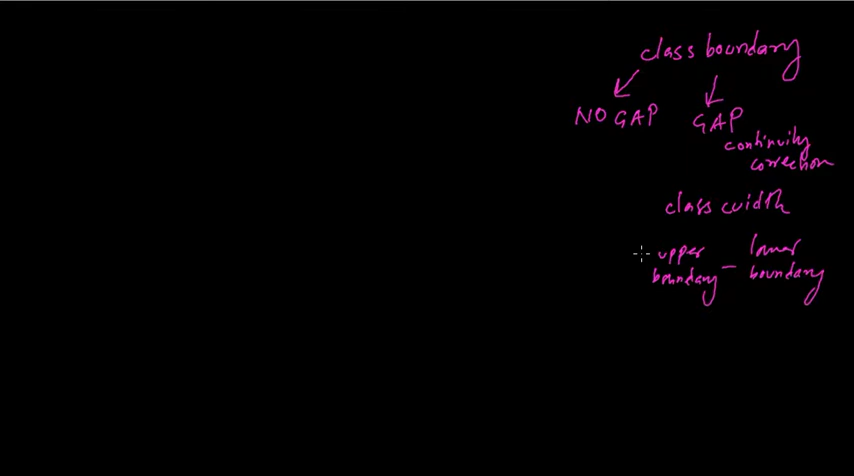 class boundary
NO GAP GAP
continuity
correction
class width
upper lower
boundary - boundary